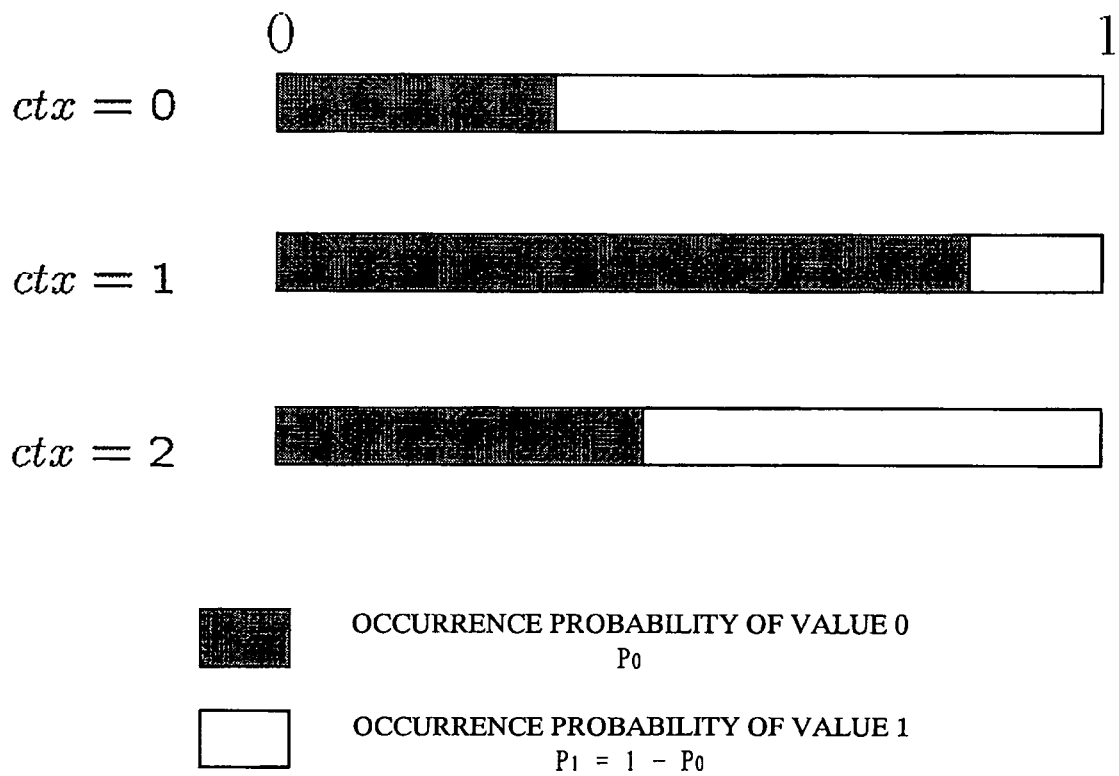 0 1
ctx = 0
ctx = 1
ctx = 2
OCCURRENCE PROBABILITY OF VALUE 0
P0
OCCURRENCE PROBABILITY OF VALUE 1
P1 = 1 - P0